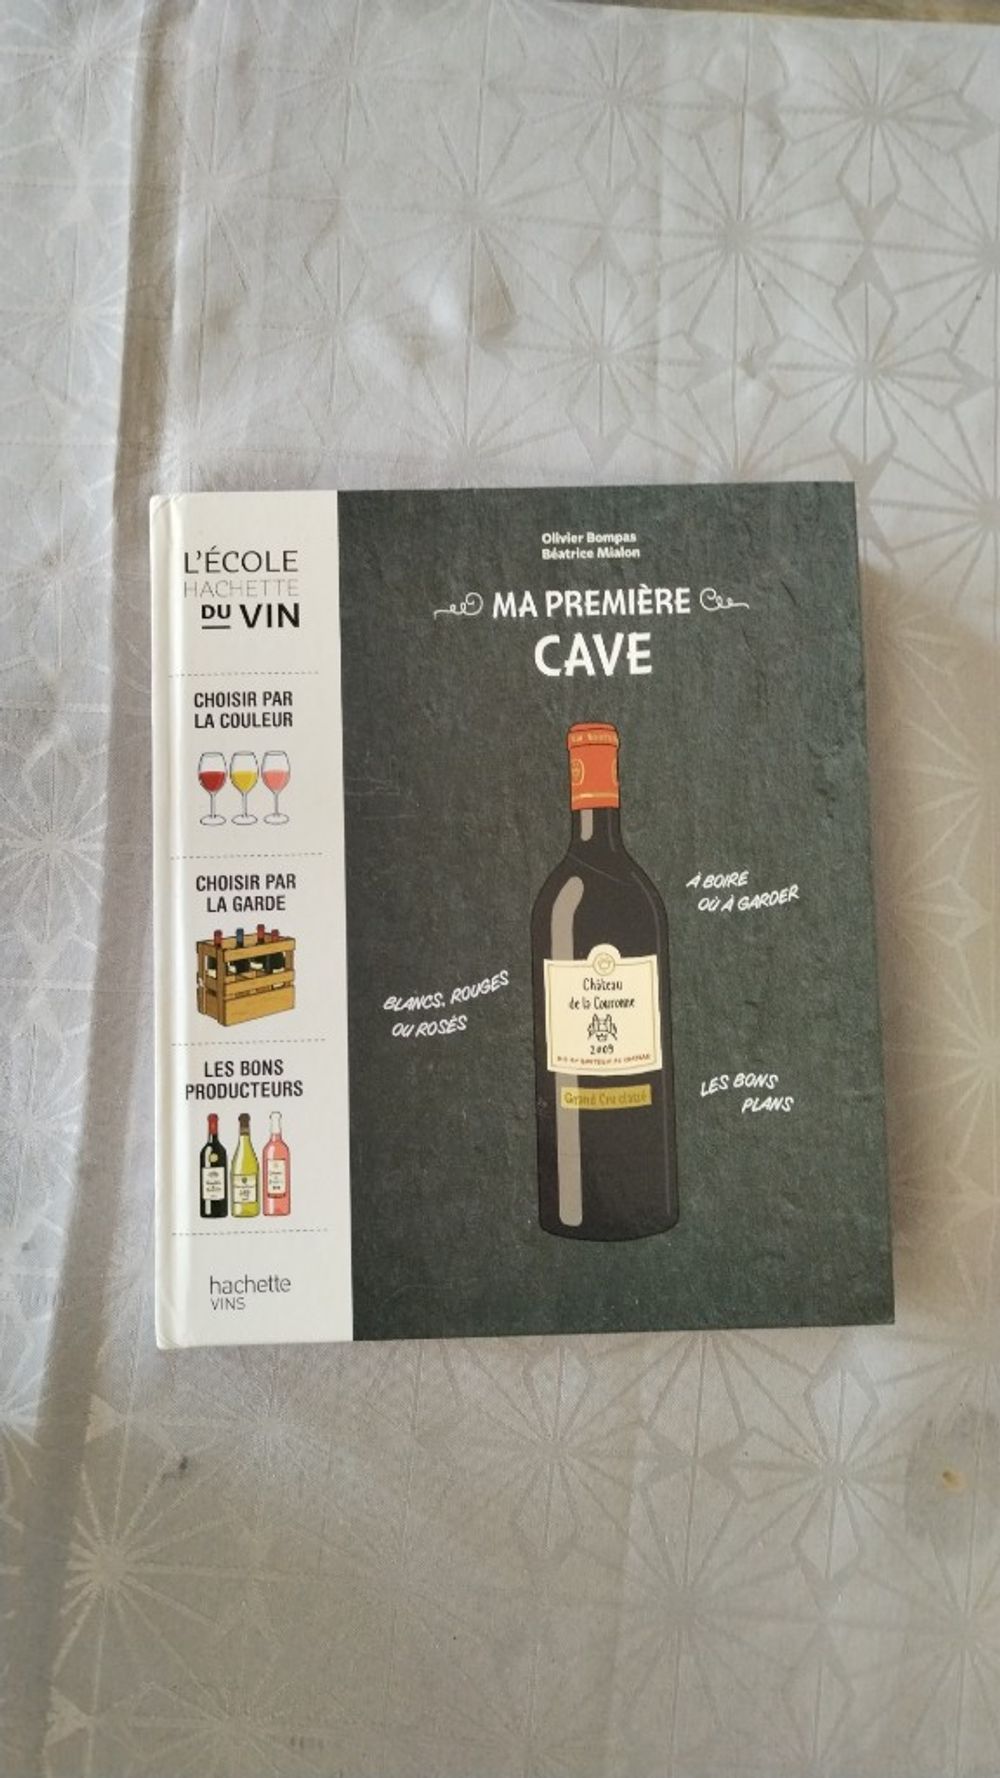 L'ÉCOLE
HACHETTE
DU VIN
CHOISIR PAR
LA COULEUR
CHOISIR PAR
LA GARDE
LES BONS
PRODUCTEURS
hachette
VINS
Olivier Bompas
Béatrice Mialon
MA PREMIÈRE
CAVE
À BOIRE
OÙ À GARDER
BLANCS, ROUGES
OU ROSÉS
Château
de la Couronne
2009
Grand Cru classé
LES BONS
PLANS